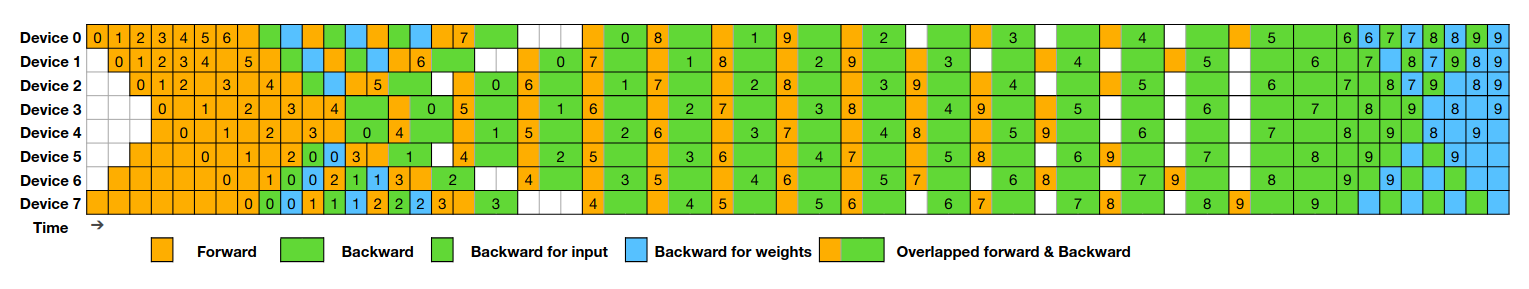 Device 0 0 1 2 3 4 5 6 7 0 8 1 9 2 3 4 5 6 6 7 7 8 8 9 9
Device 1 0 1 2 3 4 5 6 0 7 1 8 2 9 3 4 5 6 7 8 7 9 8 9
Device 2 0 1 2 3 4 5 0 6 1 7 2 8 3 9 4 5 6 7 8 7 9 8 9
Device 3 0 1 2 3 4 0 5 1 6 2 7 3 8 4 9 5 6 7 8 9 8 9
Device 4 0 1 2 3 0 4 1 5 2 6 3 7 4 8 5 9 6 7 8 9 8 9
Device 5 0 1 2 0 0 3 1 4 2 5 3 6 4 7 5 8 6 9 7 8 9 9
Device 6 0 1 0 0 2 1 1 3 2 4 3 5 4 6 5 7 6 8 7 9 8 9 9
Device 7 0 0 0 1 1 1 2 2 2 3 3 4 4 5 5 6 6 7 7 8 8 9 9
Time →
Forward Backward Backward for input Backward for weights Overlapped forward & Backward